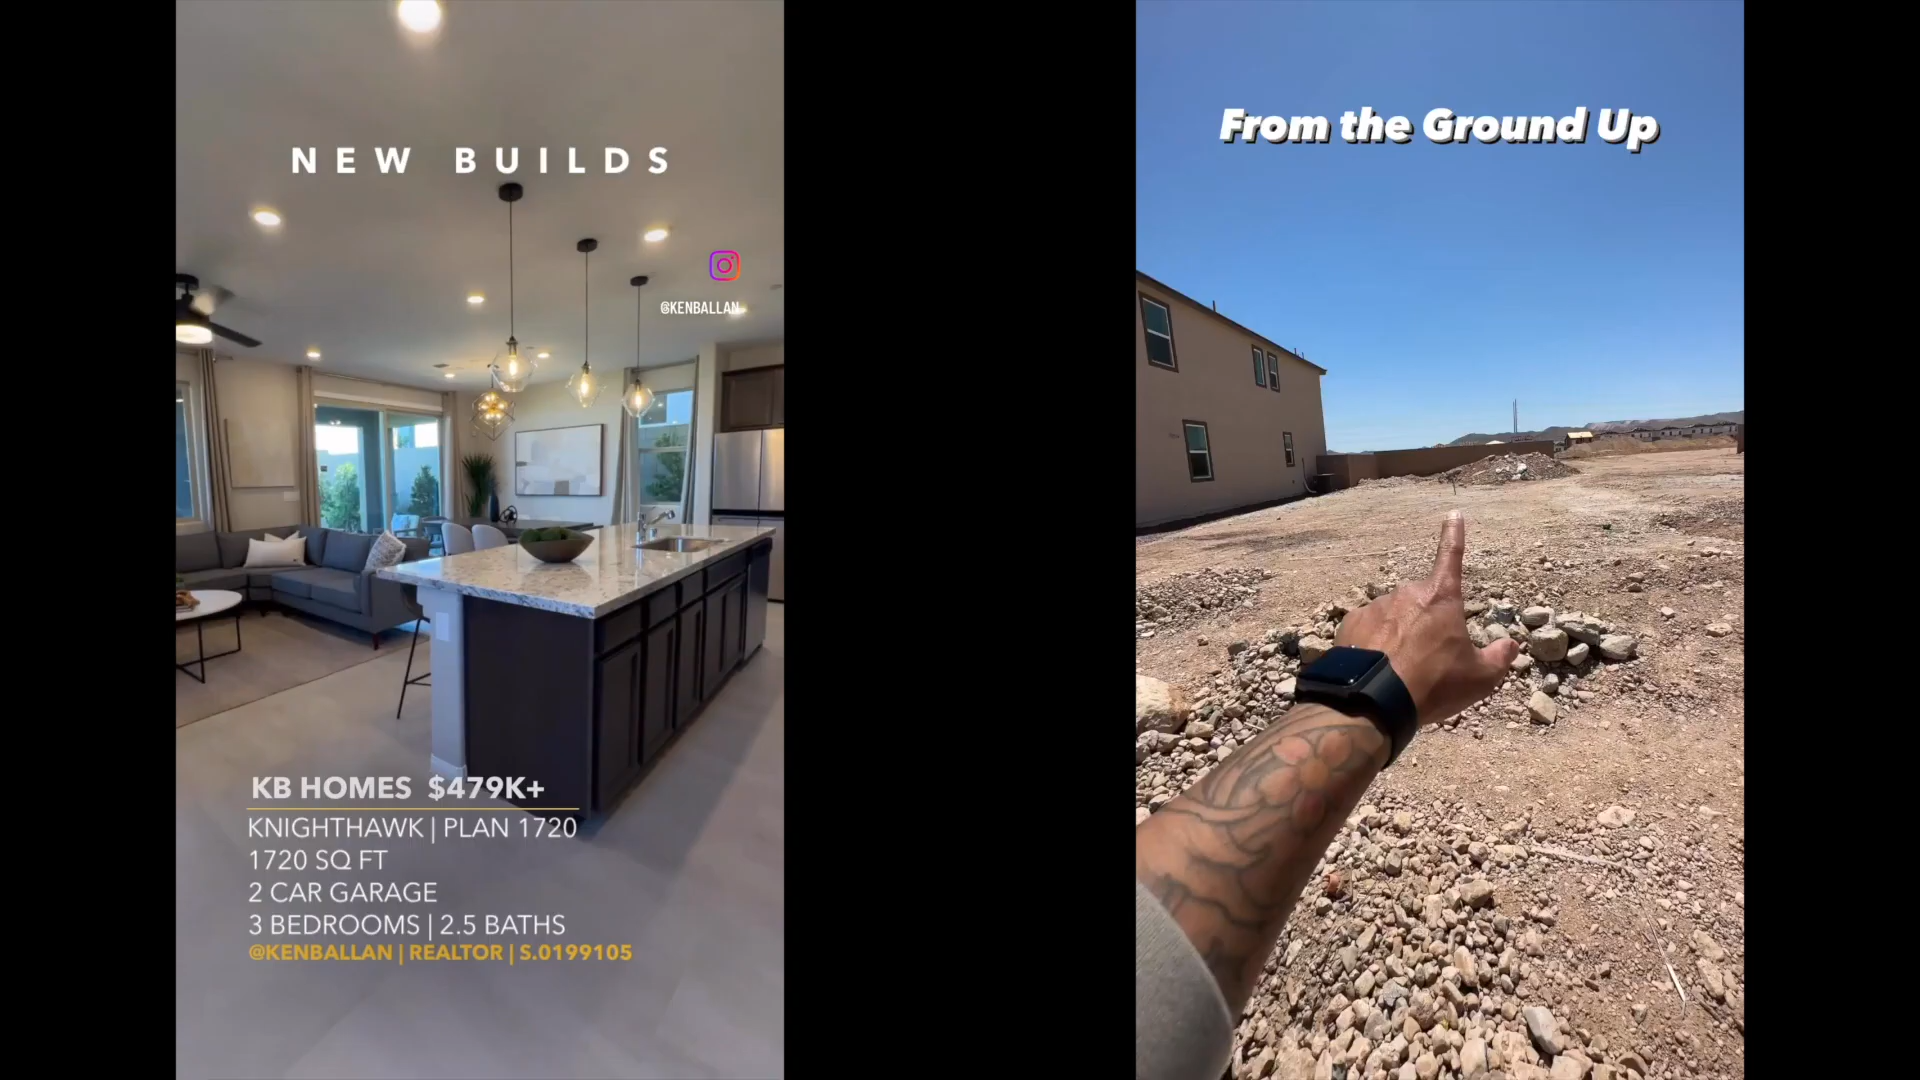 NEW BUILDS
@KENBALLAN
KB HOMES $479K+
KNIGHTHAWK | PLAN 1720
1720 SQ FT
2 CAR GARAGE
3 BEDROOMS | 2.5 BATHS
@KENBALLAN | REALTOR | S.0199105
From the Ground Up